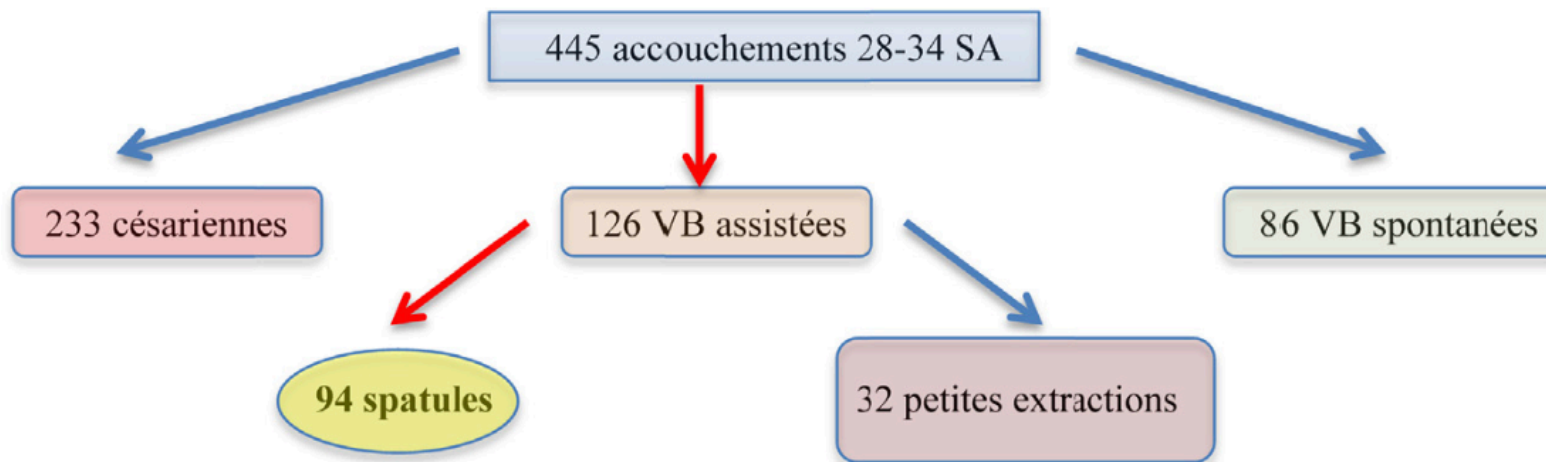 445 accouchements 28-34 SA
233 césariennes
126 VB assistées
86 VB spontanées
94 spatules
32 petites extractions